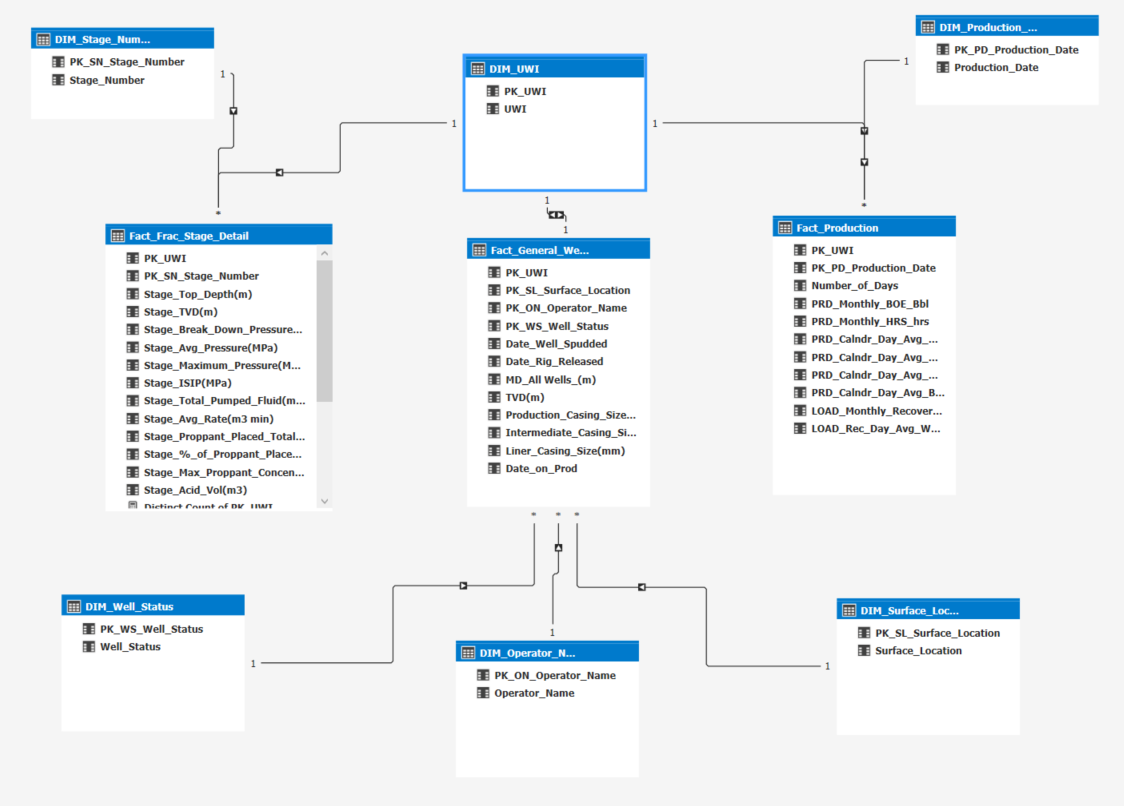 DIM_Stage_Num...
PK_SN_Stage_Number
Stage_Number
1
DIM_UWI
PK_UWI
UWI
1
1
1
1
DIM_Production_...
PK_PD_Production_Date
Production_Date
1
*
Fact_Frac_Stage_Detail
PK_UWI
PK_SN_Stage_Number
Stage_Top_Depth(m)
Stage_TVD(m)
Stage_Break_Down_Pressure...
Stage_Avg_Pressure(MPa)
Stage_Maximum_Pressure(M...
Stage_ISIP(MPa)
Stage_Total_Pumped_Fluid(m...
Stage_Avg_Rate(m3 min)
Stage_Proppant_Placed_Total...
Stage_%_of_Proppant_Place...
Stage_Max_Proppant_Concen...
Stage_Acid_Vol(m3)
Distinct Count of PK_UWI
Fact_General_We...
PK_UWI
PK_SL_Surface_Location
PK_ON_Operator_Name
PK_WS_Well_Status
Date_Well_Spudded
Date_Rig_Released
MD_All Wells_(m)
TVD(m)
Production_Casing_Size...
Intermediate_Casing_Si...
Liner_Casing_Size(mm)
Date_on_Prod
*
Fact_Production
PK_UWI
PK_PD_Production_Date
Number_of_Days
PRD_Monthly_BOE_Bbl
PRD_Monthly_HRS_hrs
PRD_Calndr_Day_Avg_...
PRD_Calndr_Day_Avg_...
PRD_Calndr_Day_Avg_...
PRD_Calndr_Day_Avg_B...
LOAD_Monthly_Recover...
LOAD_Rec_Day_Avg_W...
* * *
DIM_Well_Status
PK_WS_Well_Status
Well_Status
1
1
DIM_Operator_N...
PK_ON_Operator_Name
Operator_Name
1
DIM_Surface_Loc...
PK_SL_Surface_Location
Surface_Location